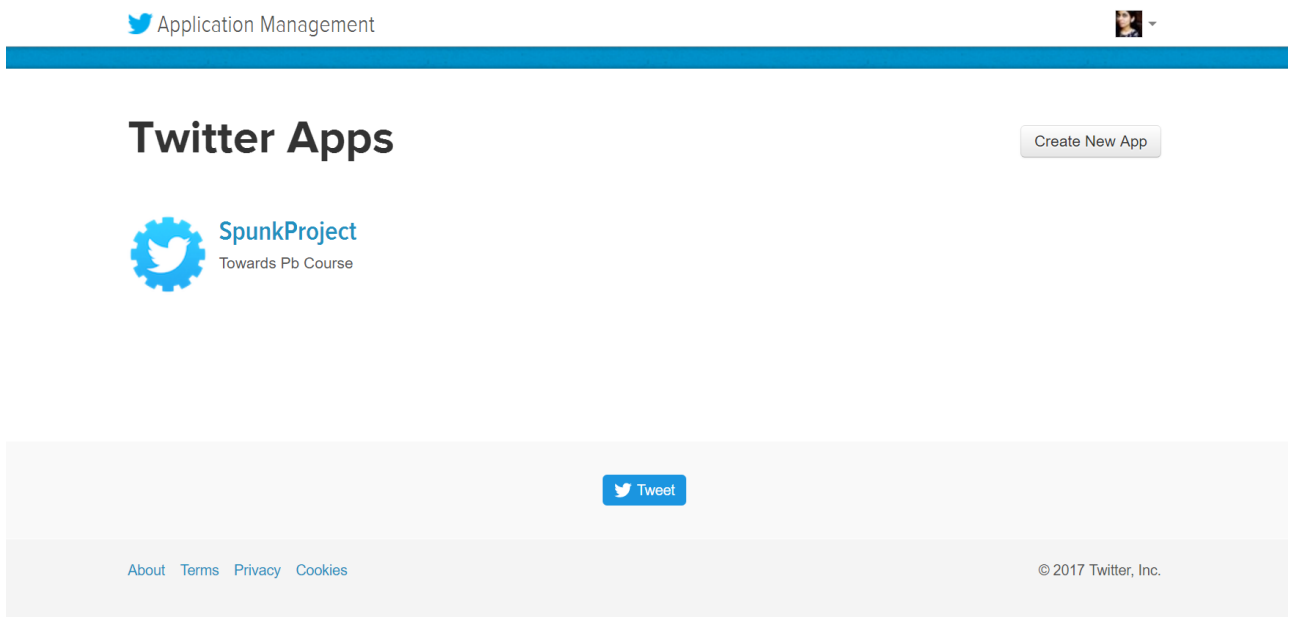 Application Management
Twitter Apps
Create New App
SpunkProject
Towards Pb Course
Tweet
About Terms Privacy Cookies
© 2017 Twitter, Inc.